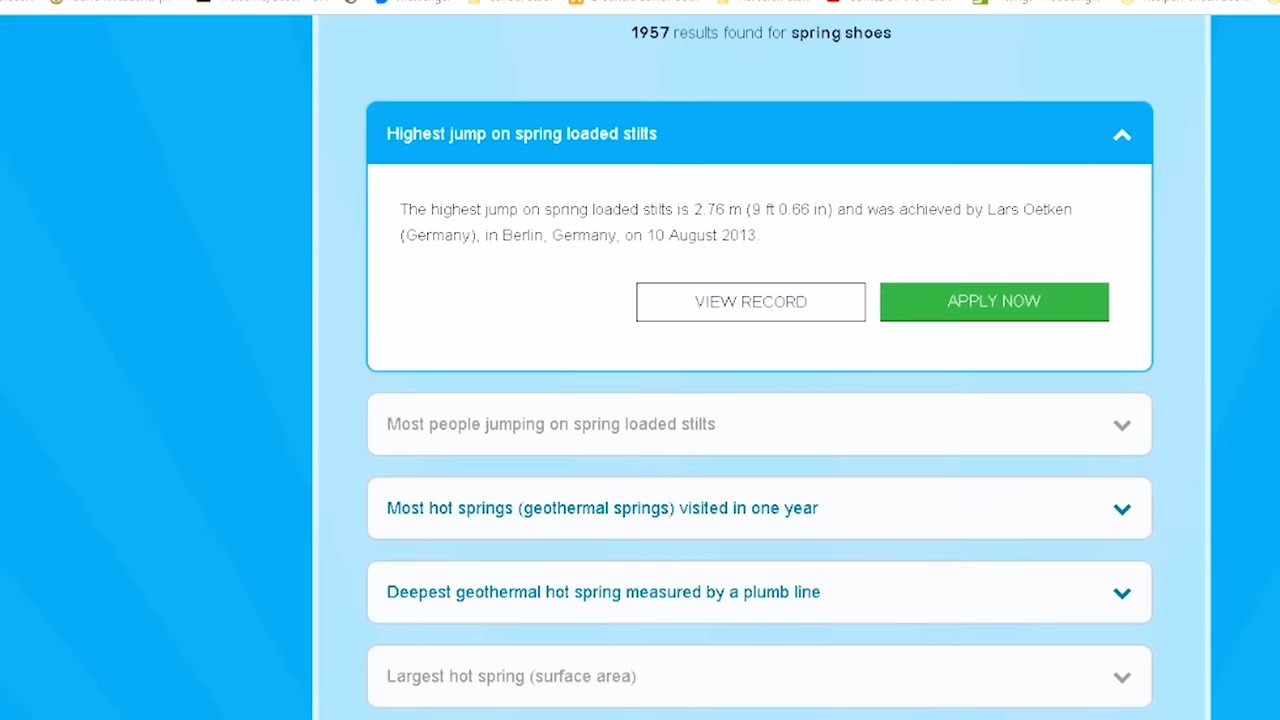 1957 results found for spring shoes
Highest jump on spring loaded stilts
The highest jump on spring loaded stilts is 2.76 m (9 ft 0.66 in) and was achieved by Lars Oetken
(Germany), in Berlin, Germany, on 10 August 2013.
VIEW RECORD
APPLY NOW
Most people jumping on spring loaded stilts
Most hot springs (geothermal springs) visited in one year
Deepest geothermal hot spring measured by a plumb line
Largest hot spring (surface area)